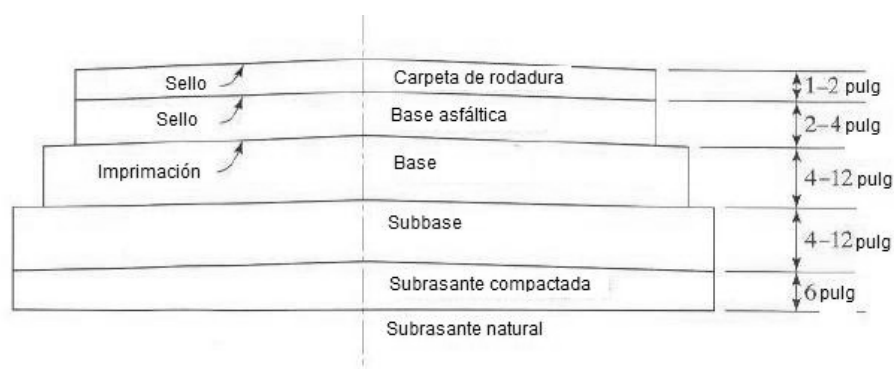 Sello
Carpeta de rodadura
1–2 pulg
Sello
Base asfáltica
2–4 pulg
Imprimación
Base
4–12 pulg
Subbase
4–12 pulg
Subrasante compactada
6 pulg
Subrasante natural